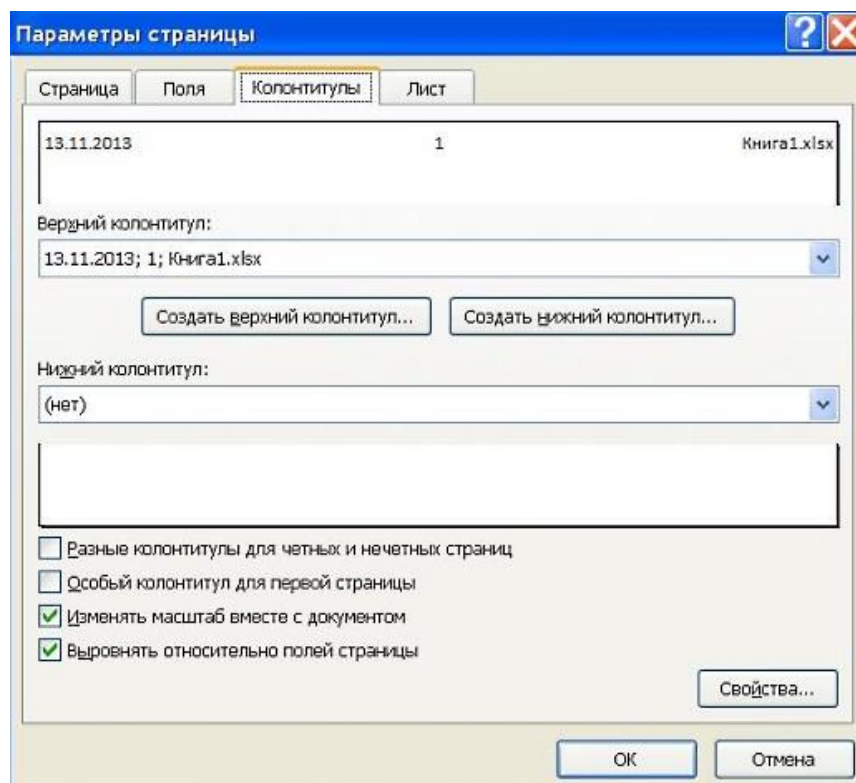 Параметры страницы
Страница Поля Колонтитулы Лист
13.11.2013 1 Книга1.xlsx
Верхний колонтитул:
13.11.2013; 1; Книга1.xlsx
Создать верхний колонтитул... Создать нижний колонтитул...
Нижний колонтитул:
(нет)
Разные колонтитулы для четных и нечетных страниц
Особый колонтитул для первой страницы
Изменять масштаб вместе с документом
Выровнять относительно полей страницы
Свойства...
ОК Отмена